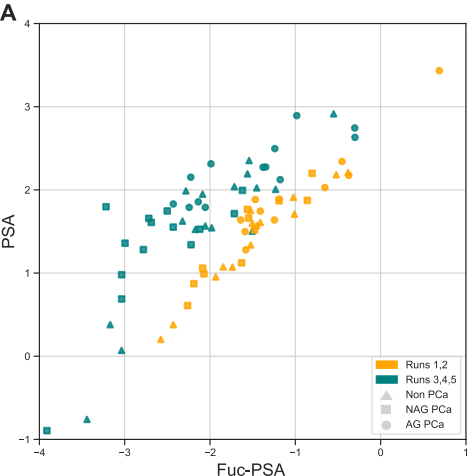 A
4
3
2
1
0
−1
PSA
−4
−3
−2
−1
0
1
Fuc-PSA
Runs 1,2
Runs 3,4,5
Non PCa
NAG PCa
AG PCa